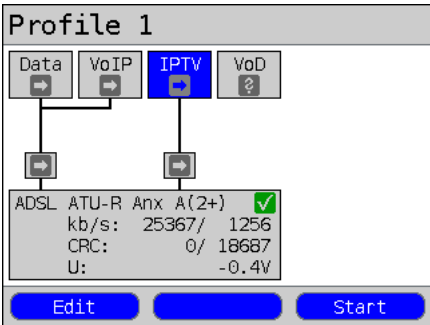 Profile 1
Data VoIP IPTV VoD
?
ADSL ATU-R Anx A(2+)
kb/s: 25367/ 1256
CRC: 0/ 18687
U: -0.4V
Edit Start